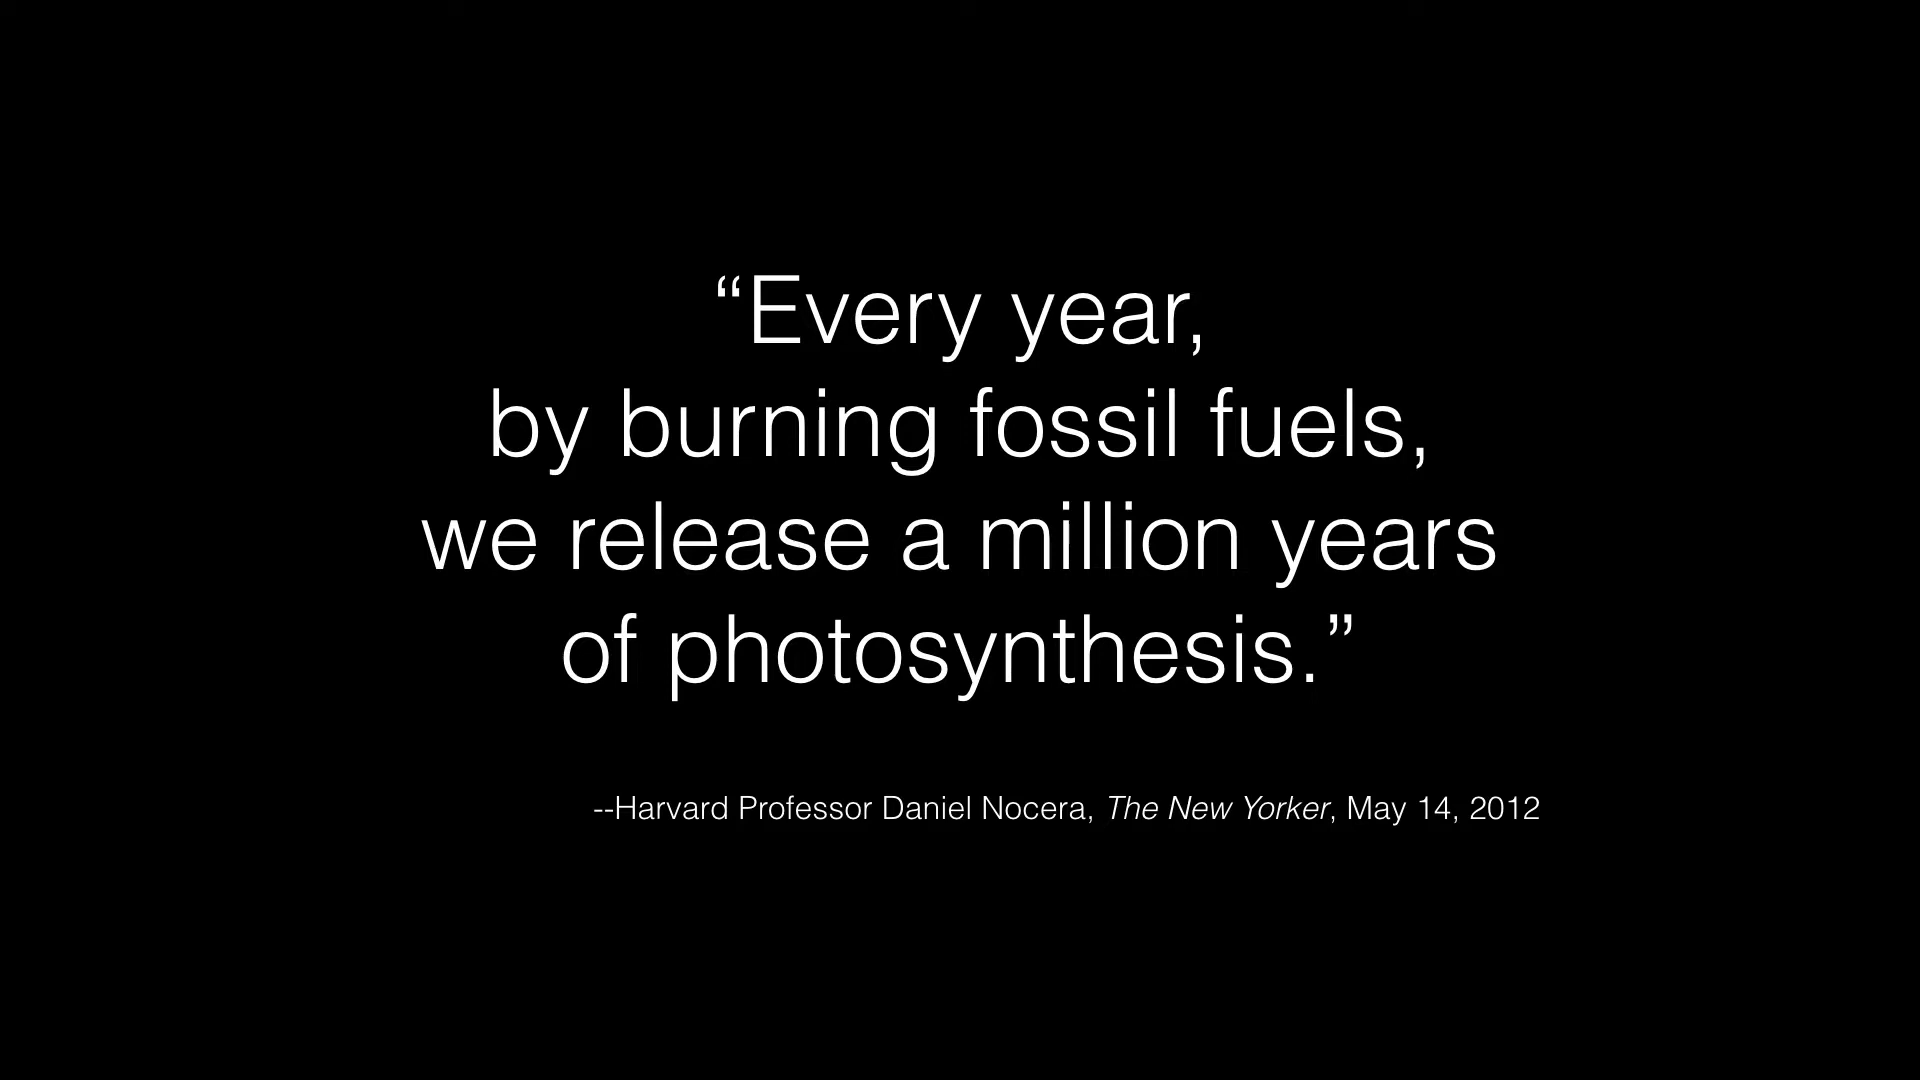 “Every year,
by burning fossil fuels,
we release a million years
of photosynthesis.”
--Harvard Professor Daniel Nocera, The New Yorker, May 14, 2012